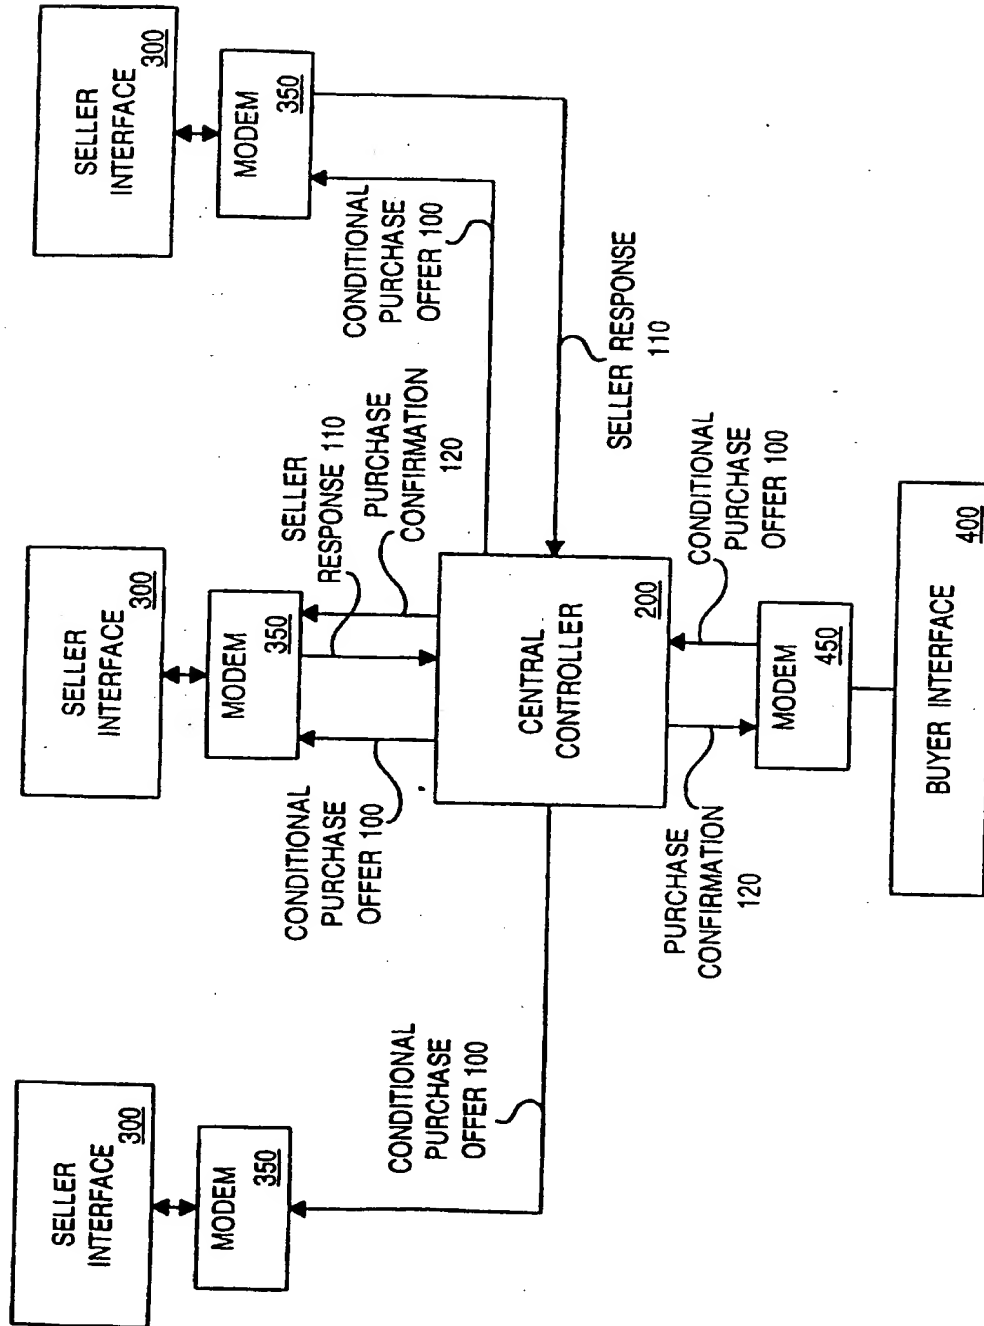 SELLER
INTERFACE
300
MODEM
350
CONDITIONAL
PURCHASE
OFFER 100
SELLER
INTERFACE
300
MODEM
350
CONDITIONAL
PURCHASE
OFFER 100
SELLER
RESPONSE 110
PURCHASE
CONFIRMATION
120
SELLER
INTERFACE
300
MODEM
350
CONDITIONAL
PURCHASE
OFFER 100
SELLER RESPONSE
110
CENTRAL
CONTROLLER
200
PURCHASE
CONFIRMATION
120
CONDITIONAL
PURCHASE
OFFER 100
MODEM
450
BUYER INTERFACE
400